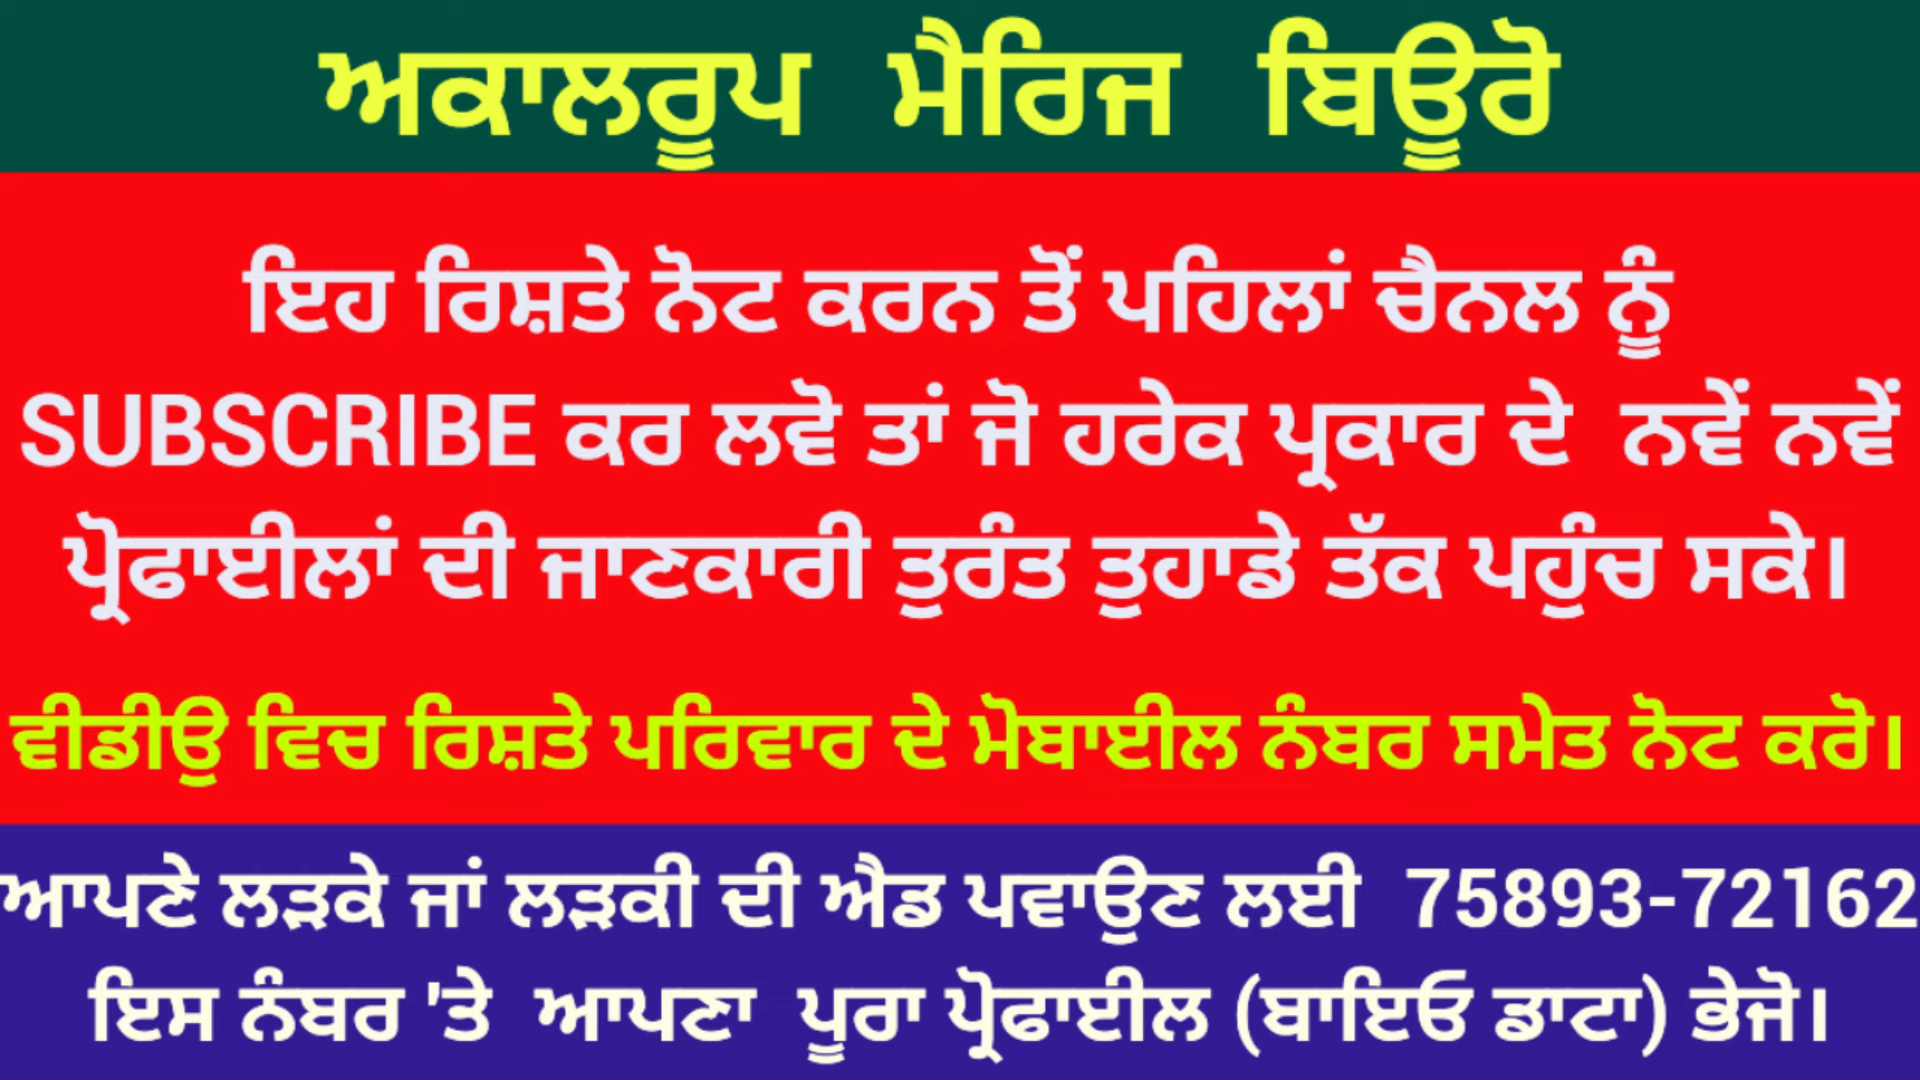 ਅਕਾਲਰੂਪ ਮੈਰਿਜ ਬਿਊਰੋ
ਇਹ ਰਿਸ਼ਤੇ ਨੋਟ ਕਰਨ ਤੋਂ ਪਹਿਲਾਂ ਚੈਨਲ ਨੂੰ
SUBSCRIBE ਕਰ ਲਵੋ ਤਾਂ ਜੋ ਹਰੇਕ ਪ੍ਰਕਾਰ ਦੇ ਨਵੇਂ ਨਵੇਂ
ਪ੍ਰੋਫਾਈਲਾਂ ਦੀ ਜਾਣਕਾਰੀ ਤੁਰੰਤ ਤੁਹਾਡੇ ਤੱਕ ਪਹੁੰਚ ਸਕੇ।
ਵੀਡੀਉ ਵਿਚ ਰਿਸ਼ਤੇ ਪਰਿਵਾਰ ਦੇ ਮੋਬਾਈਲ ਨੰਬਰ ਸਮੇਤ ਨੋਟ ਕਰੋ।
ਆਪਣੇ ਲੜਕੇ ਜਾਂ ਲੜਕੀ ਦੀ ਐਡ ਪਵਾਉਣ ਲਈ 75893-72162
ਇਸ ਨੰਬਰ 'ਤੇ ਆਪਣਾ ਪੂਰਾ ਪ੍ਰੋਫਾਈਲ (ਬਾਇਓ ਡਾਟਾ) ਭੇਜੋ।